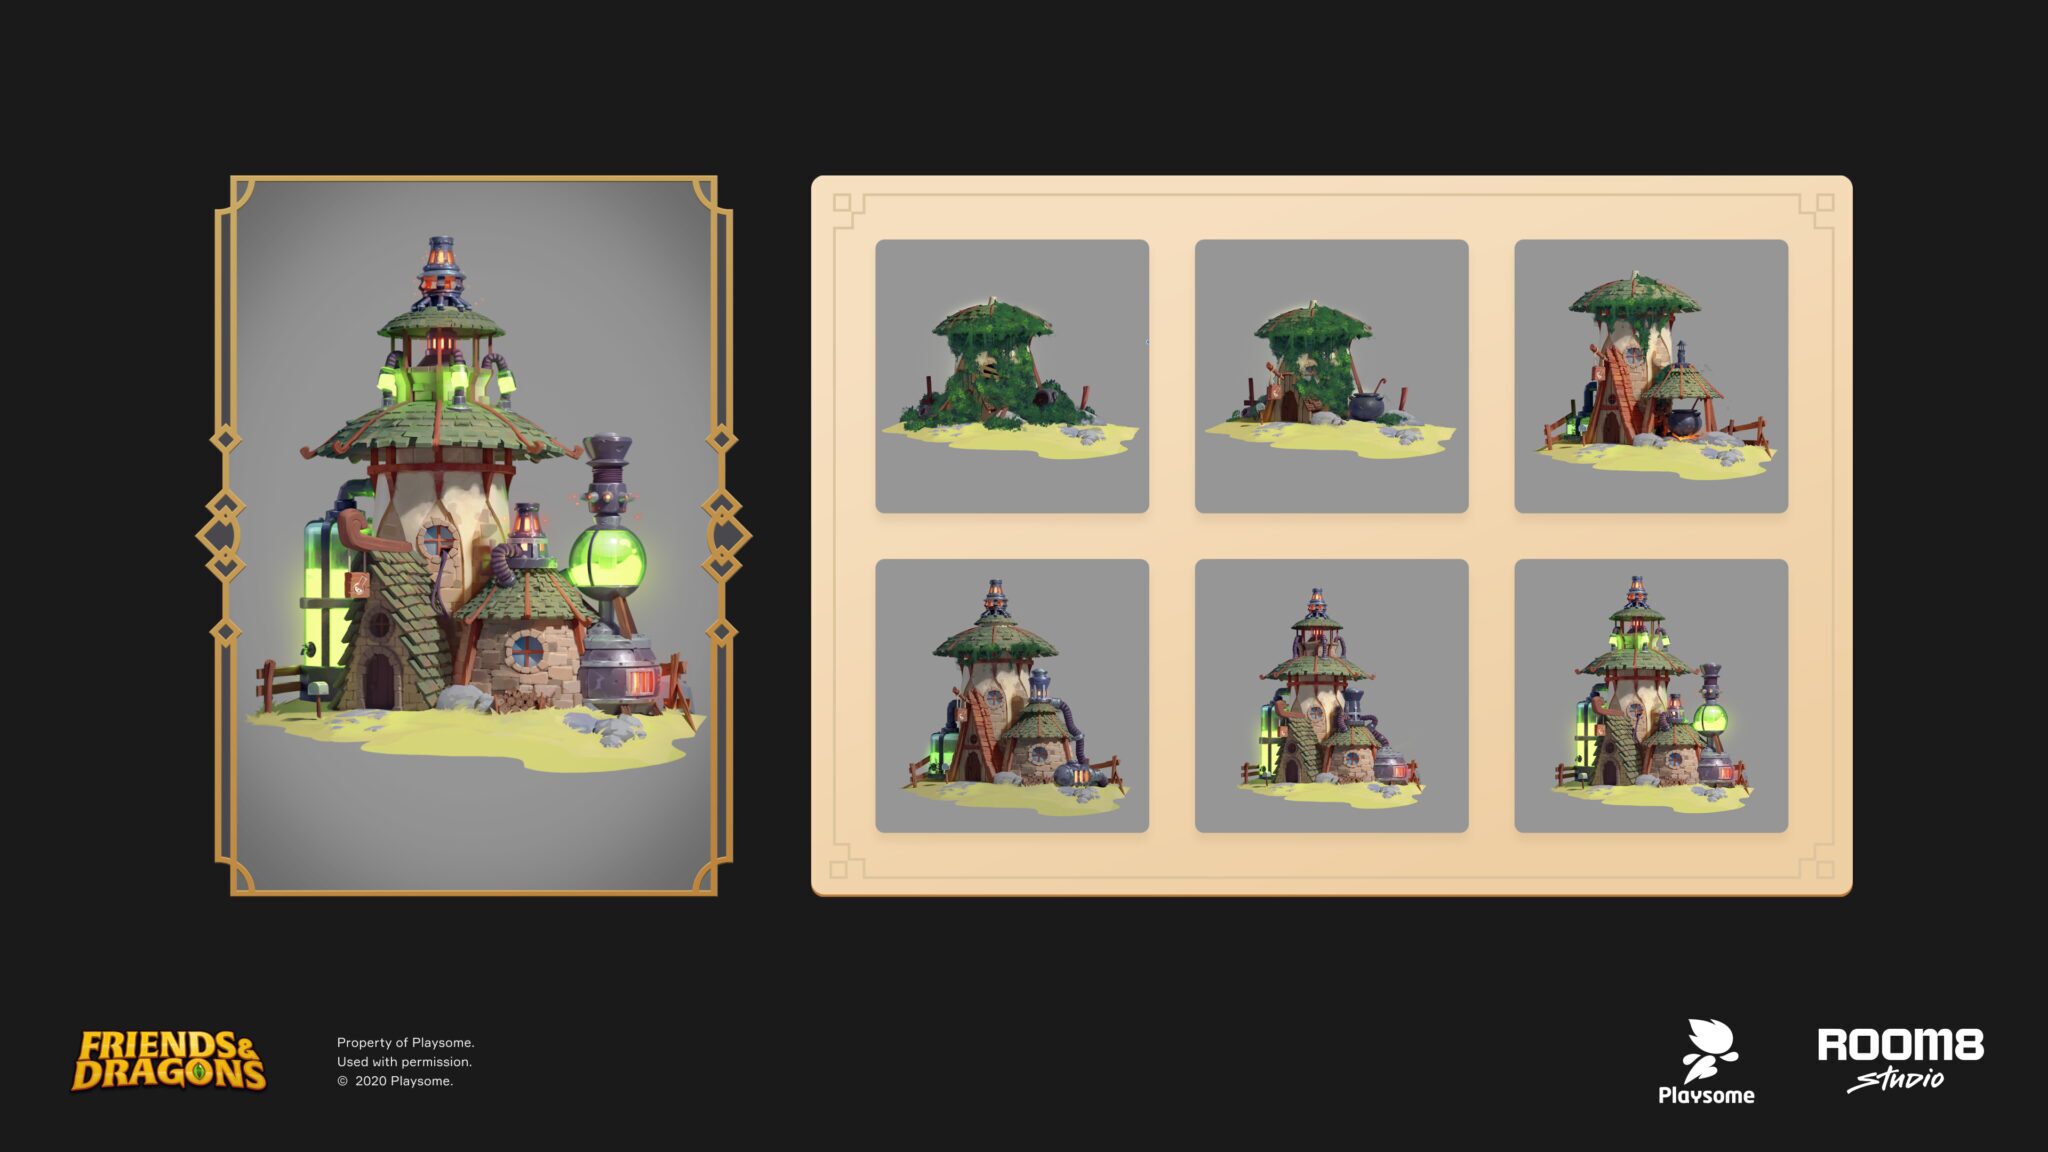 FRIENDS &
DRAGONS
Property of Playsome.
Used with permission.
© 2020 Playsome.
Playsome
ROOM8
STUDIO